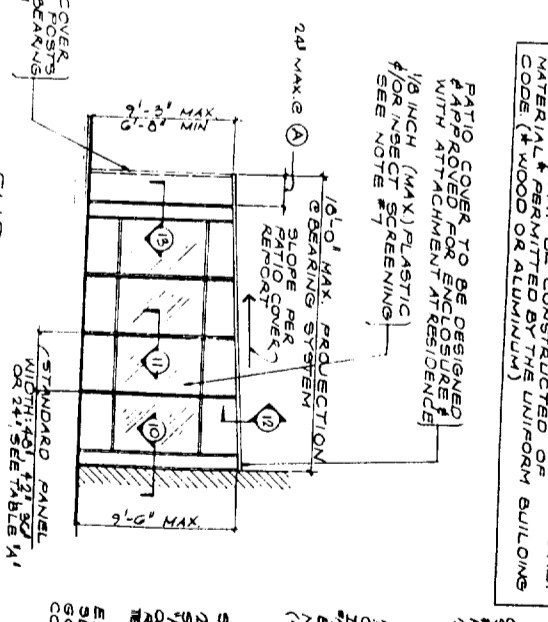 CONSTRUCTED OF
MATERIAL * PERMITTED BY THE UNIFORM BUILDING
CODE. (* WOOD OR ALUMINUM)
PATIO COVER TO BE DESIGNED
& APPROVED FOR ENCLOSURE &
WITH ATTACHMENT AT RESIDENCE
1/8 INCH (MAX.) PLASTIC
&/OR INSECT SCREENING
SEE NOTE #7
24" MAX. @ A
18'-0" MAX. PROJECTION
@ BEARING SYSTEM
SLOPE PER
PATIO COVER
REPORT
COVER
POSTS
BEARING
9'-3" MAX
6'-8" MIN
13
11
12
10
9'-6" MAX.
STANDARD PANEL
WIDTH: 48", 42", 36"
OR 24", SEE TABLE 'A'